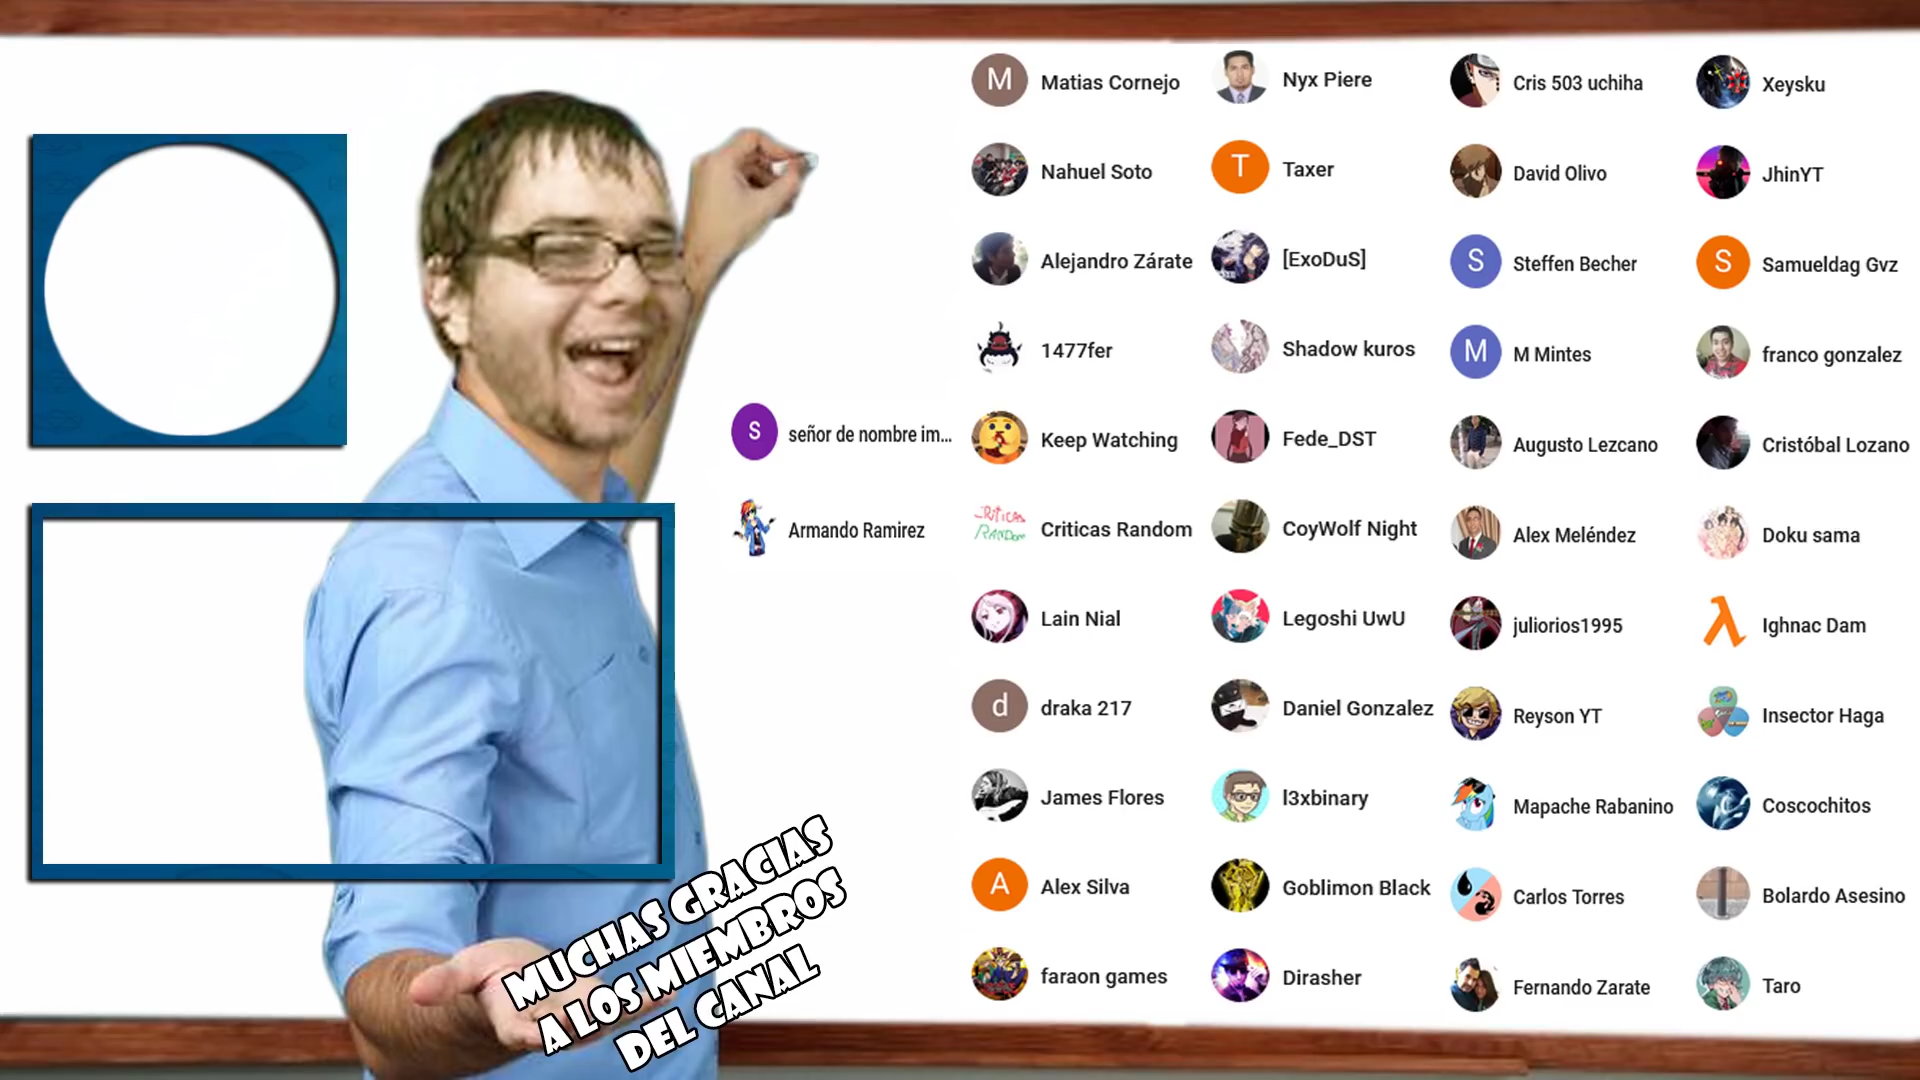 señor de nombre im...
Armando Ramirez
Matias Cornejo
Nahuel Soto
Alejandro Zárate
1477fer
Keep Watching
Criticas Random
Lain Nial
draka 217
James Flores
Alex Silva
faraon games
Nyx Piere
Taxer
[ExoDuS]
Shadow kuros
Fede_DST
CoyWolf Night
Legoshi UwU
Daniel Gonzalez
l3xbinary
Goblimon Black
Dirasher
Cris 503 uchiha
David Olivo
Steffen Becher
M Mintes
Augusto Lezcano
Alex Meléndez
juliorios1995
Reyson YT
Mapache Rabanino
Carlos Torres
Fernando Zarate
Xeysku
JhinYT
Samueldag Gvz
franco gonzalez
Cristóbal Lozano
Doku sama
Ighnac Dam
Insector Haga
Coscochitos
Bolardo Asesino
Taro
S
M
CRITICAS
RANDOM
d
A
T
S
M
S
λ
MUCHAS GRACIAS
A LOS MIEMBROS
DEL CANAL